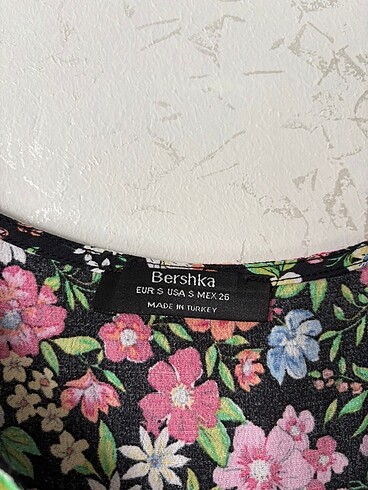 Bershka
EUR S USA S MEX 26
MADE IN TURKEY